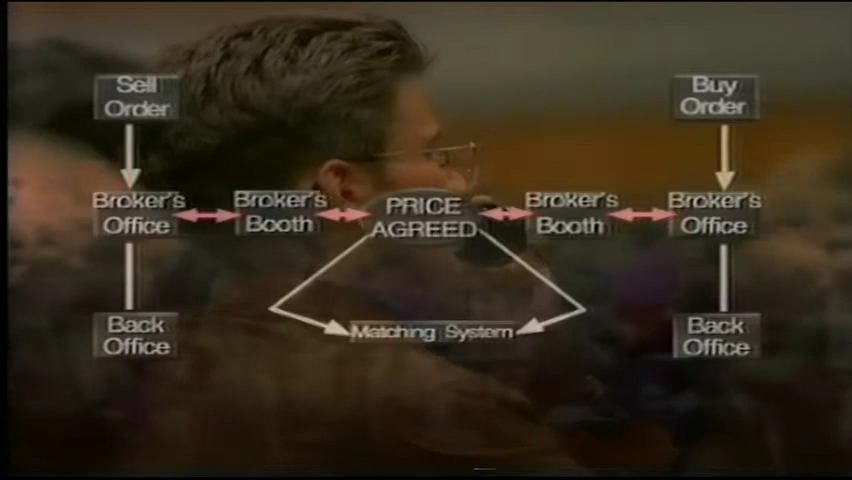 Sell
Order
Buy
Order
Broker's
Office
Broker's
Booth
PRICE
AGREED
Broker's
Booth
Broker's
Office
Back
Office
Matching System
Back
Office